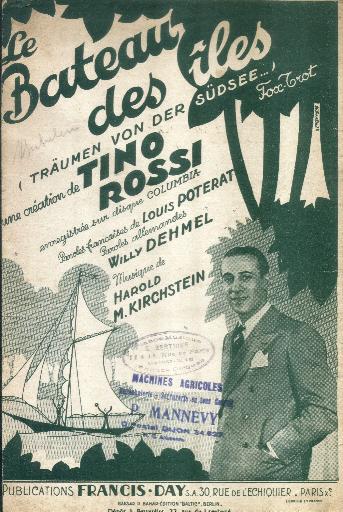 Le
Bateau
des îles
(TRÄUMEN VON DER SÜDSEE...)
Fox-Trot
une création de TINO
ROSSI
enregistrée sur disque COLUMBIA
Paroles françaises de LOUIS POTERAT
Paroles allemandes
WILLY DEHMEL
Musique de
HAROLD
M. KIRCHSTEIN
MACHINES AGRICOLES
P. MANNEVY
PUBLICATIONS FRANCIS-DAY S.A. 30 RUE DE L'ECHIQUIER, PARIS Xe